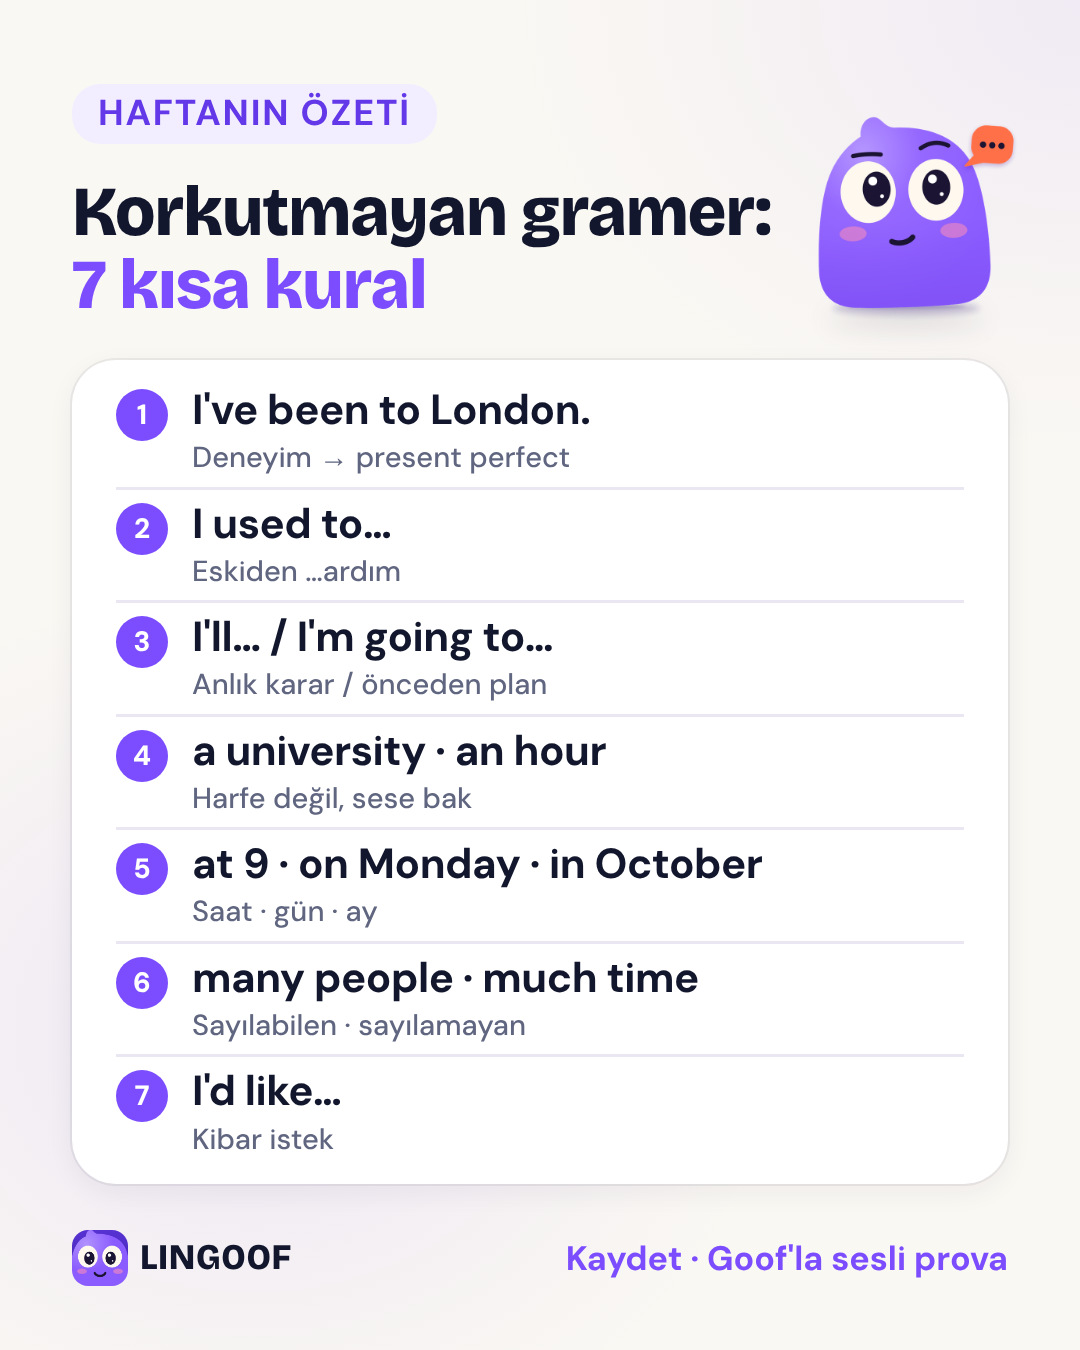 HAFTANIN ÖZETİ
Korkutmayan gramer:
7 kısa kural
1 I've been to London.
Deneyim → present perfect
2 I used to...
Eskiden ...ardım
3 I'll... / I'm going to...
Anlık karar / önceden plan
4 a university · an hour
Harfe değil, sese bak
5 at 9 · on Monday · in October
Saat · gün · ay
6 many people · much time
Sayılabilen · sayılamayan
7 I'd like...
Kibar istek
LINGOOF
Kaydet · Goof'la sesli prova